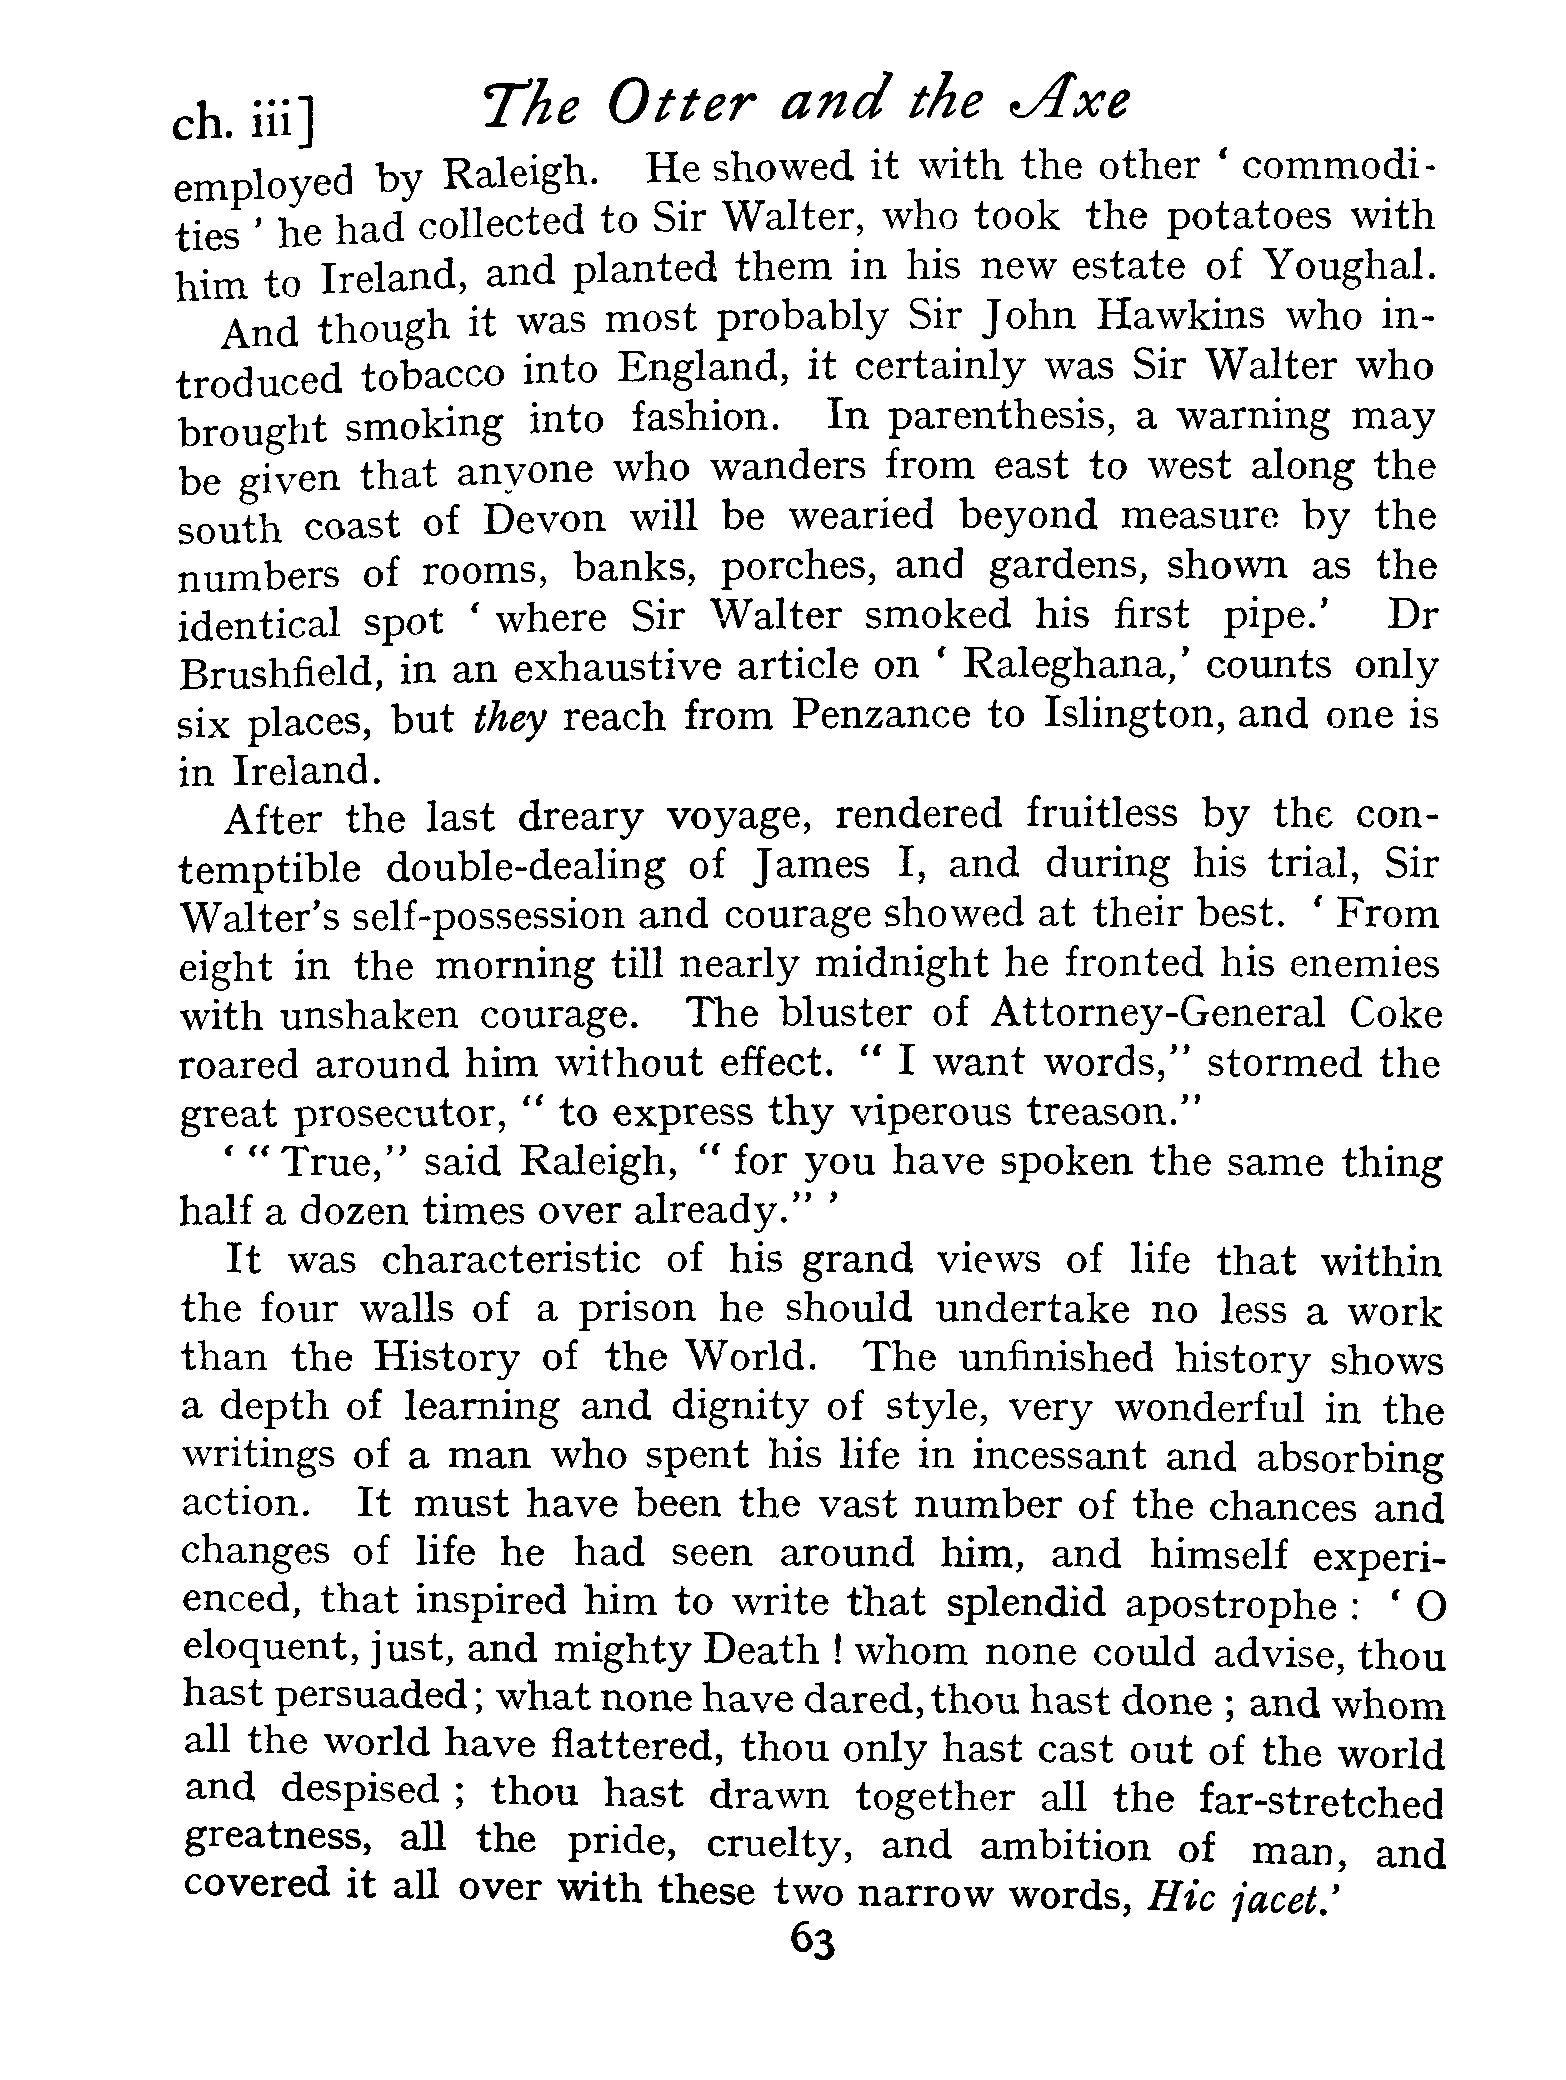 ch. iii] The Otter and the Axe
employed by Raleigh. He showed it with the other ‘ commodi-
ties ’ he had collected to Sir Walter, who took the potatoes with
him to Ireland, and planted them in his new estate of Youghal.
And though it was most probably Sir John Hawkins who in-
troduced tobacco into England, it certainly was Sir Walter who
brought smoking into fashion. In parenthesis, a warning may
be given that anyone who wanders from east to west along the
south coast of Devon will be wearied beyond measure by the
numbers of rooms, banks, porches, and gardens, shown as the
identical spot ‘ where Sir Walter smoked his first pipe.’ Dr
Brushfield, in an exhaustive article on ‘ Raleghana,’ counts only
six places, but they reach from Penzance to Islington, and one is
in Ireland.
After the last dreary voyage, rendered fruitless by the con-
temptible double-dealing of James I, and during his trial, Sir
Walter’s self-possession and courage showed at their best. ‘ From
eight in the morning till nearly midnight he fronted his enemies
with unshaken courage. The bluster of Attorney-General Coke
roared around him without effect. “ I want words,” stormed the
great prosecutor, “ to express thy viperous treason.”
‘ “ True,” said Raleigh, “ for you have spoken the same thing
half a dozen times over already.” ’
It was characteristic of his grand views of life that within
the four walls of a prison he should undertake no less a work
than the History of the World. The unfinished history shows
a depth of learning and dignity of style, very wonderful in the
writings of a man who spent his life in incessant and absorbing
action. It must have been the vast number of the chances and
changes of life he had seen around him, and himself experi-
enced, that inspired him to write that splendid apostrophe : ‘ O
eloquent, just, and mighty Death ! whom none could advise, thou
hast persuaded ; what none have dared, thou hast done ; and whom
all the world have flattered, thou only hast cast out of the world
and despised ; thou hast drawn together all the far-stretched
greatness, all the pride, cruelty, and ambition of man, and
covered it all over with these two narrow words, Hic jacet.’
63